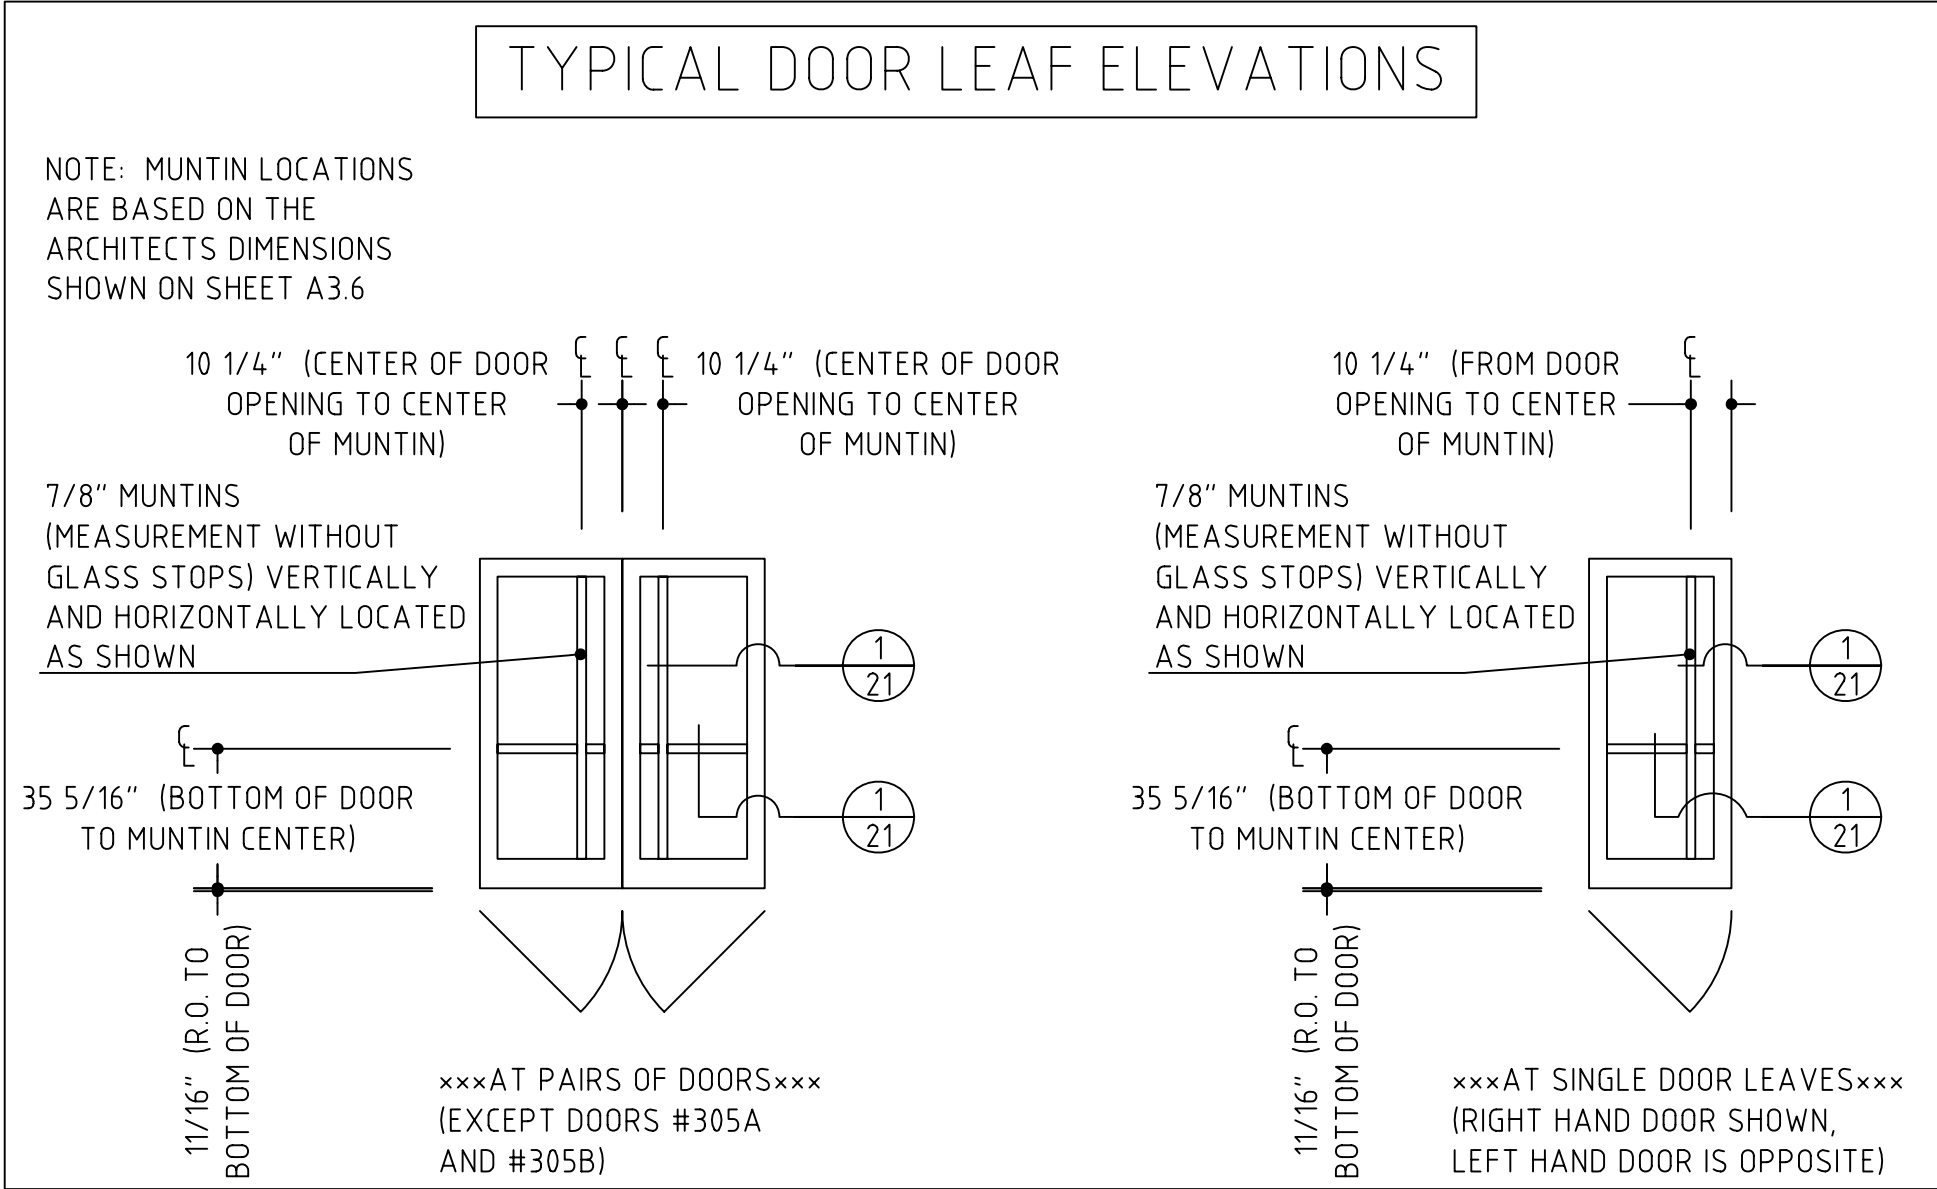 TYPICAL DOOR LEAF ELEVATIONS
NOTE: MUNTIN LOCATIONS
ARE BASED ON THE
ARCHITECTS DIMENSIONS
SHOWN ON SHEET A3.6
10 1/4" (CENTER OF DOOR
OPENING TO CENTER
OF MUNTIN)
℄ ℄ ℄
10 1/4" (CENTER OF DOOR
OPENING TO CENTER
OF MUNTIN)
7/8" MUNTINS
(MEASUREMENT WITHOUT
GLASS STOPS) VERTICALLY
AND HORIZONTALLY LOCATED
AS SHOWN
1
21
℄
35 5/16" (BOTTOM OF DOOR
TO MUNTIN CENTER)
1
21
11/16" (R.O. TO
BOTTOM OF DOOR)
×××AT PAIRS OF DOORS×××
(EXCEPT DOORS #305A
AND #305B)
10 1/4" (FROM DOOR
OPENING TO CENTER
OF MUNTIN)
℄
7/8" MUNTINS
(MEASUREMENT WITHOUT
GLASS STOPS) VERTICALLY
AND HORIZONTALLY LOCATED
AS SHOWN
1
21
℄
35 5/16" (BOTTOM OF DOOR
TO MUNTIN CENTER)
1
21
11/16" (R.O. TO
BOTTOM OF DOOR)
×××AT SINGLE DOOR LEAVES×××
(RIGHT HAND DOOR SHOWN,
LEFT HAND DOOR IS OPPOSITE)